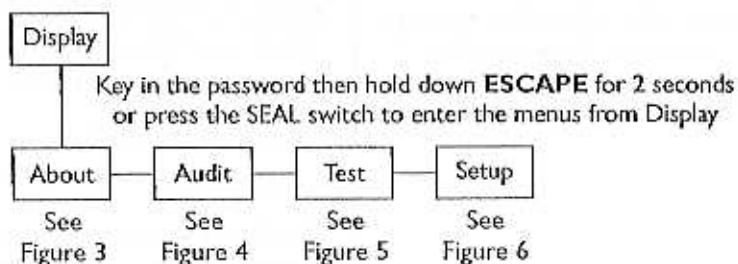 Display
Key in the password then hold down ESCAPE for 2 seconds
or press the SEAL switch to enter the menus from Display
About Audit Test Setup
See See See See
Figure 3 Figure 4 Figure 5 Figure 6